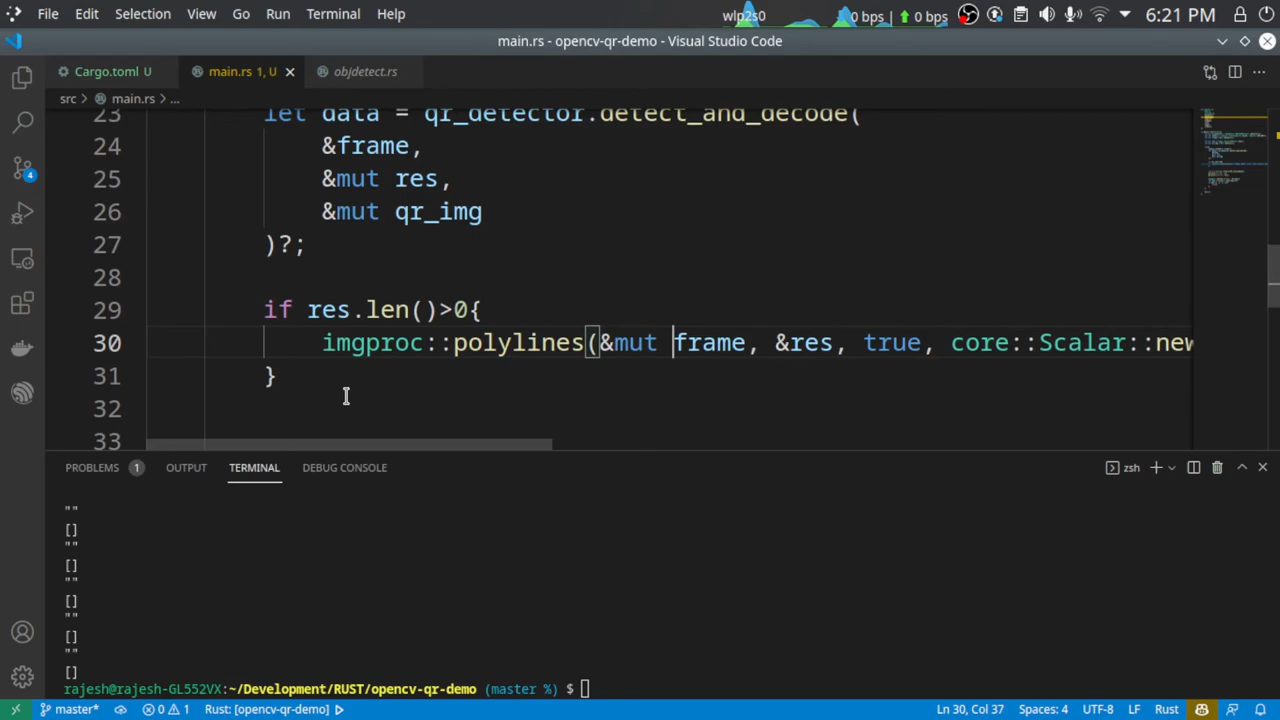 File Edit Selection View Go Run Terminal Help wlp2s0 0 bps 0 bps 6:21 PM
main.rs - opencv-qr-demo - Visual Studio Code
Cargo.toml U main.rs 1, U objdetect.rs
src > main.rs > ...
23 let data = qr_detector.detect_and_decode(
24 &frame,
25 &mut res,
26 &mut qr_img
27 )?;
28
29 if res.len()>0{
30 imgproc::polylines(&mut frame, &res, true, core::Scalar::new
31 }
32
33
4
PROBLEMS 1 OUTPUT TERMINAL DEBUG CONSOLE zsh
""
[]
""
[]
""
[]
""
[]
""
[]
rajesh@rajesh-GL552VX:~/Development/RUST/opencv-qr-demo (master %) $
master* 0 1 Rust: [opencv-qr-demo] Ln 30, Col 37 Spaces: 4 UTF-8 LF Rust